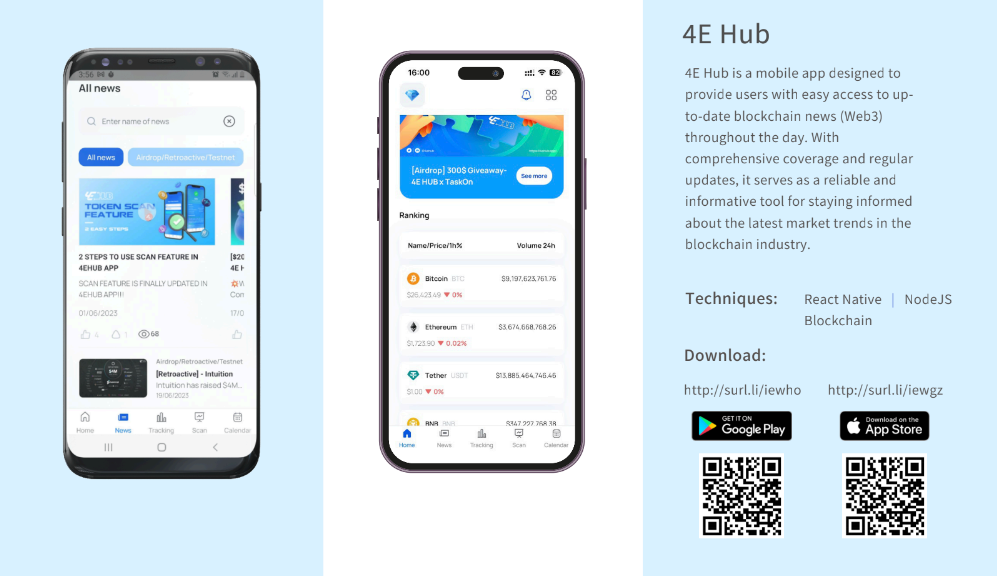 3:56
All news
Enter name of news
All news
Airdrop/Retroactive/Testnet
TOKEN SCAN
FEATURE
2 EASY STEPS
2 STEPS TO USE SCAN FEATURE IN
4EHUB APP
SCAN FEATURE IS FINALLY UPDATED IN
4EHUB APP!!!
01/06/2023
4
1
68
[$20
4E H
Con
17/0
Airdrop/Retroactive/Testnet
[Retroactive] - Intuition
Intuition has raised $4M...
19/06/2023
Home
News
Tracking
Scan
Calendar
16:00
82
[Airdrop] 300$ Giveaway-
4E HUB x TaskOn
See more
Ranking
Name/Price/1h%
Volume 24h
Bitcoin BTC
$9,197,623,761.76
$26,423.49 ▼ 0%
Ethereum ETH
$3,674,668,768.26
$1,723.90 ▼ 0.02%
Tether USDT
$13,885,464,746.46
$1.00 ▼ 0%
BNB BNB
$347,227,768.38
Home
News
Tracking
Scan
Calendar
4E Hub
4E Hub is a mobile app designed to
provide users with easy access to up-
to-date blockchain news (Web3)
throughout the day. With
comprehensive coverage and regular
updates, it serves as a reliable and
informative tool for staying informed
about the latest market trends in the
blockchain industry.
Techniques: React Native | NodeJS
Blockchain
Download:
http://surl.li/iewho
http://surl.li/iewgz
GET IT ON
Google Play
Download on the
App Store